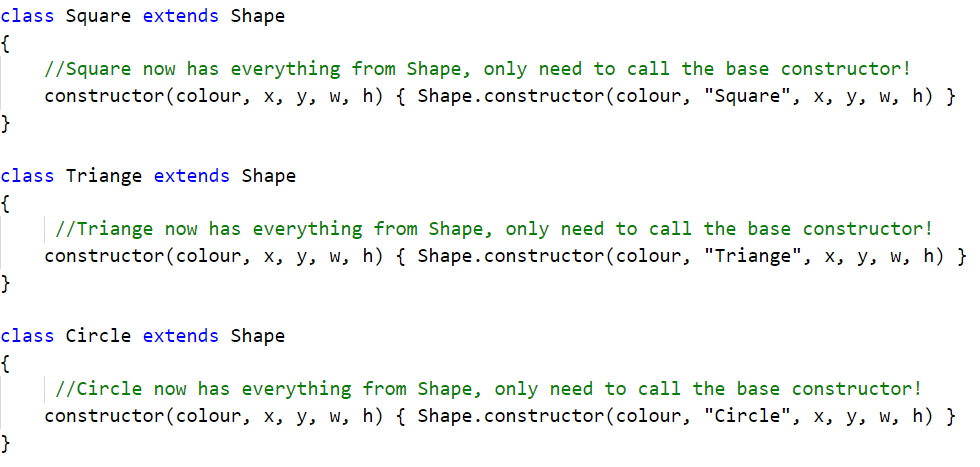 class Square extends Shape
{
//Square now has everything from Shape, only need to call the base constructor!
constructor(colour, x, y, w, h) { Shape.constructor(colour, "Square", x, y, w, h) }
}
class Triange extends Shape
{
//Triange now has everything from Shape, only need to call the base constructor!
constructor(colour, x, y, w, h) { Shape.constructor(colour, "Triange", x, y, w, h) }
}
class Circle extends Shape
{
//Circle now has everything from Shape, only need to call the base constructor!
constructor(colour, x, y, w, h) { Shape.constructor(colour, "Circle", x, y, w, h) }
}